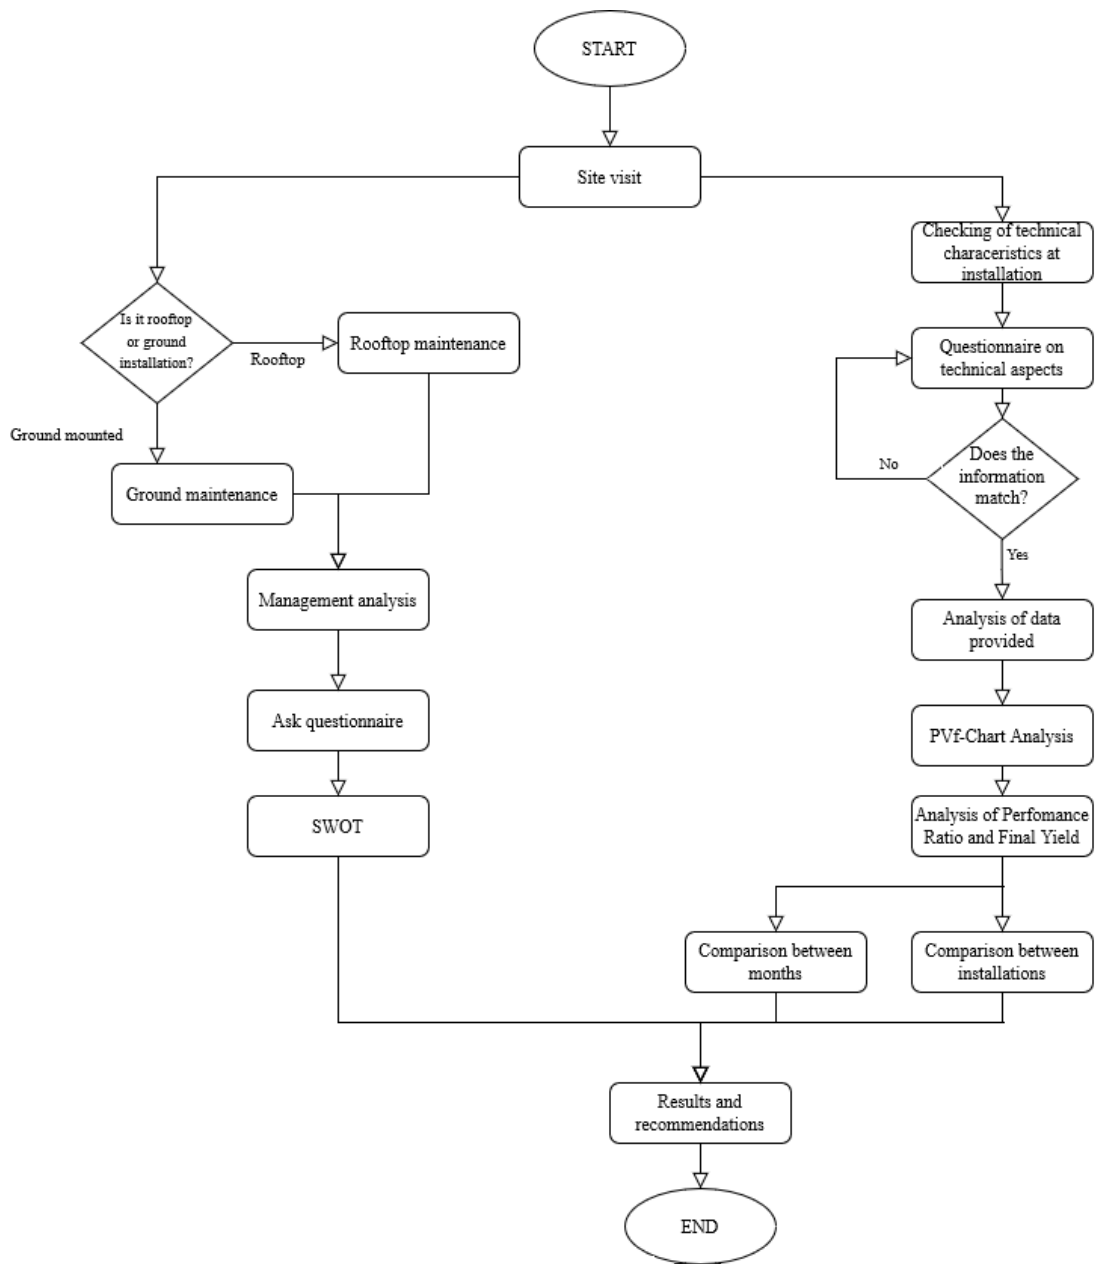 START
Site visit
Checking of technical
characeristics at
installation
Is it rooftop
or ground
installation?
Rooftop
Rooftop maintenance
Questionnaire on
technical aspects
Ground mounted
Ground maintenance
No
Does the
information
match?
Yes
Management analysis
Analysis of data
provided
Ask questionnaire
PVf-Chart Analysis
SWOT
Analysis of Perfomance
Ratio and Final Yield
Comparison between
months
Comparison between
installations
Results and
recommendations
END